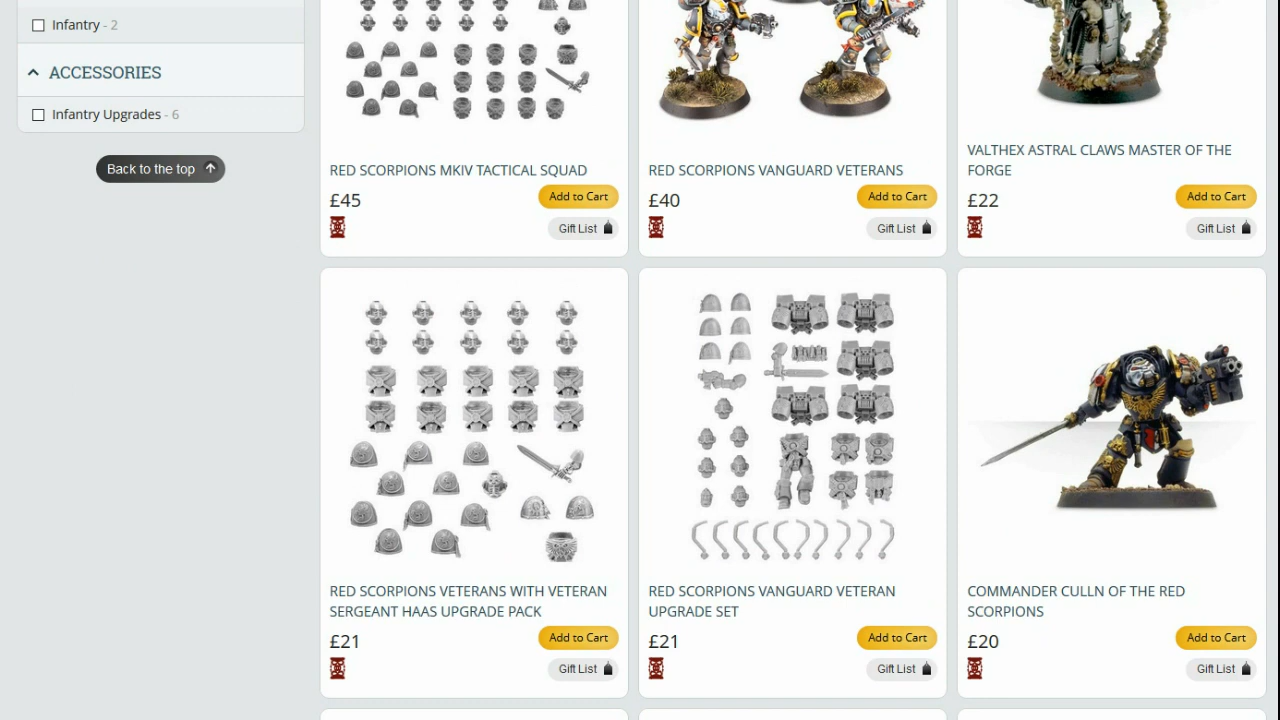 Infantry - 2
ACCESSORIES
Infantry Upgrades - 6
Back to the top
RED SCORPIONS MKIV TACTICAL SQUAD
£45
Add to Cart
Gift List
RED SCORPIONS VANGUARD VETERANS
£40
Add to Cart
Gift List
VALTHEX ASTRAL CLAWS MASTER OF THE
FORGE
£22
Add to Cart
Gift List
RED SCORPIONS VETERANS WITH VETERAN
SERGEANT HAAS UPGRADE PACK
£21
Add to Cart
Gift List
RED SCORPIONS VANGUARD VETERAN
UPGRADE SET
£21
Add to Cart
Gift List
COMMANDER CULLN OF THE RED
SCORPIONS
£20
Add to Cart
Gift List